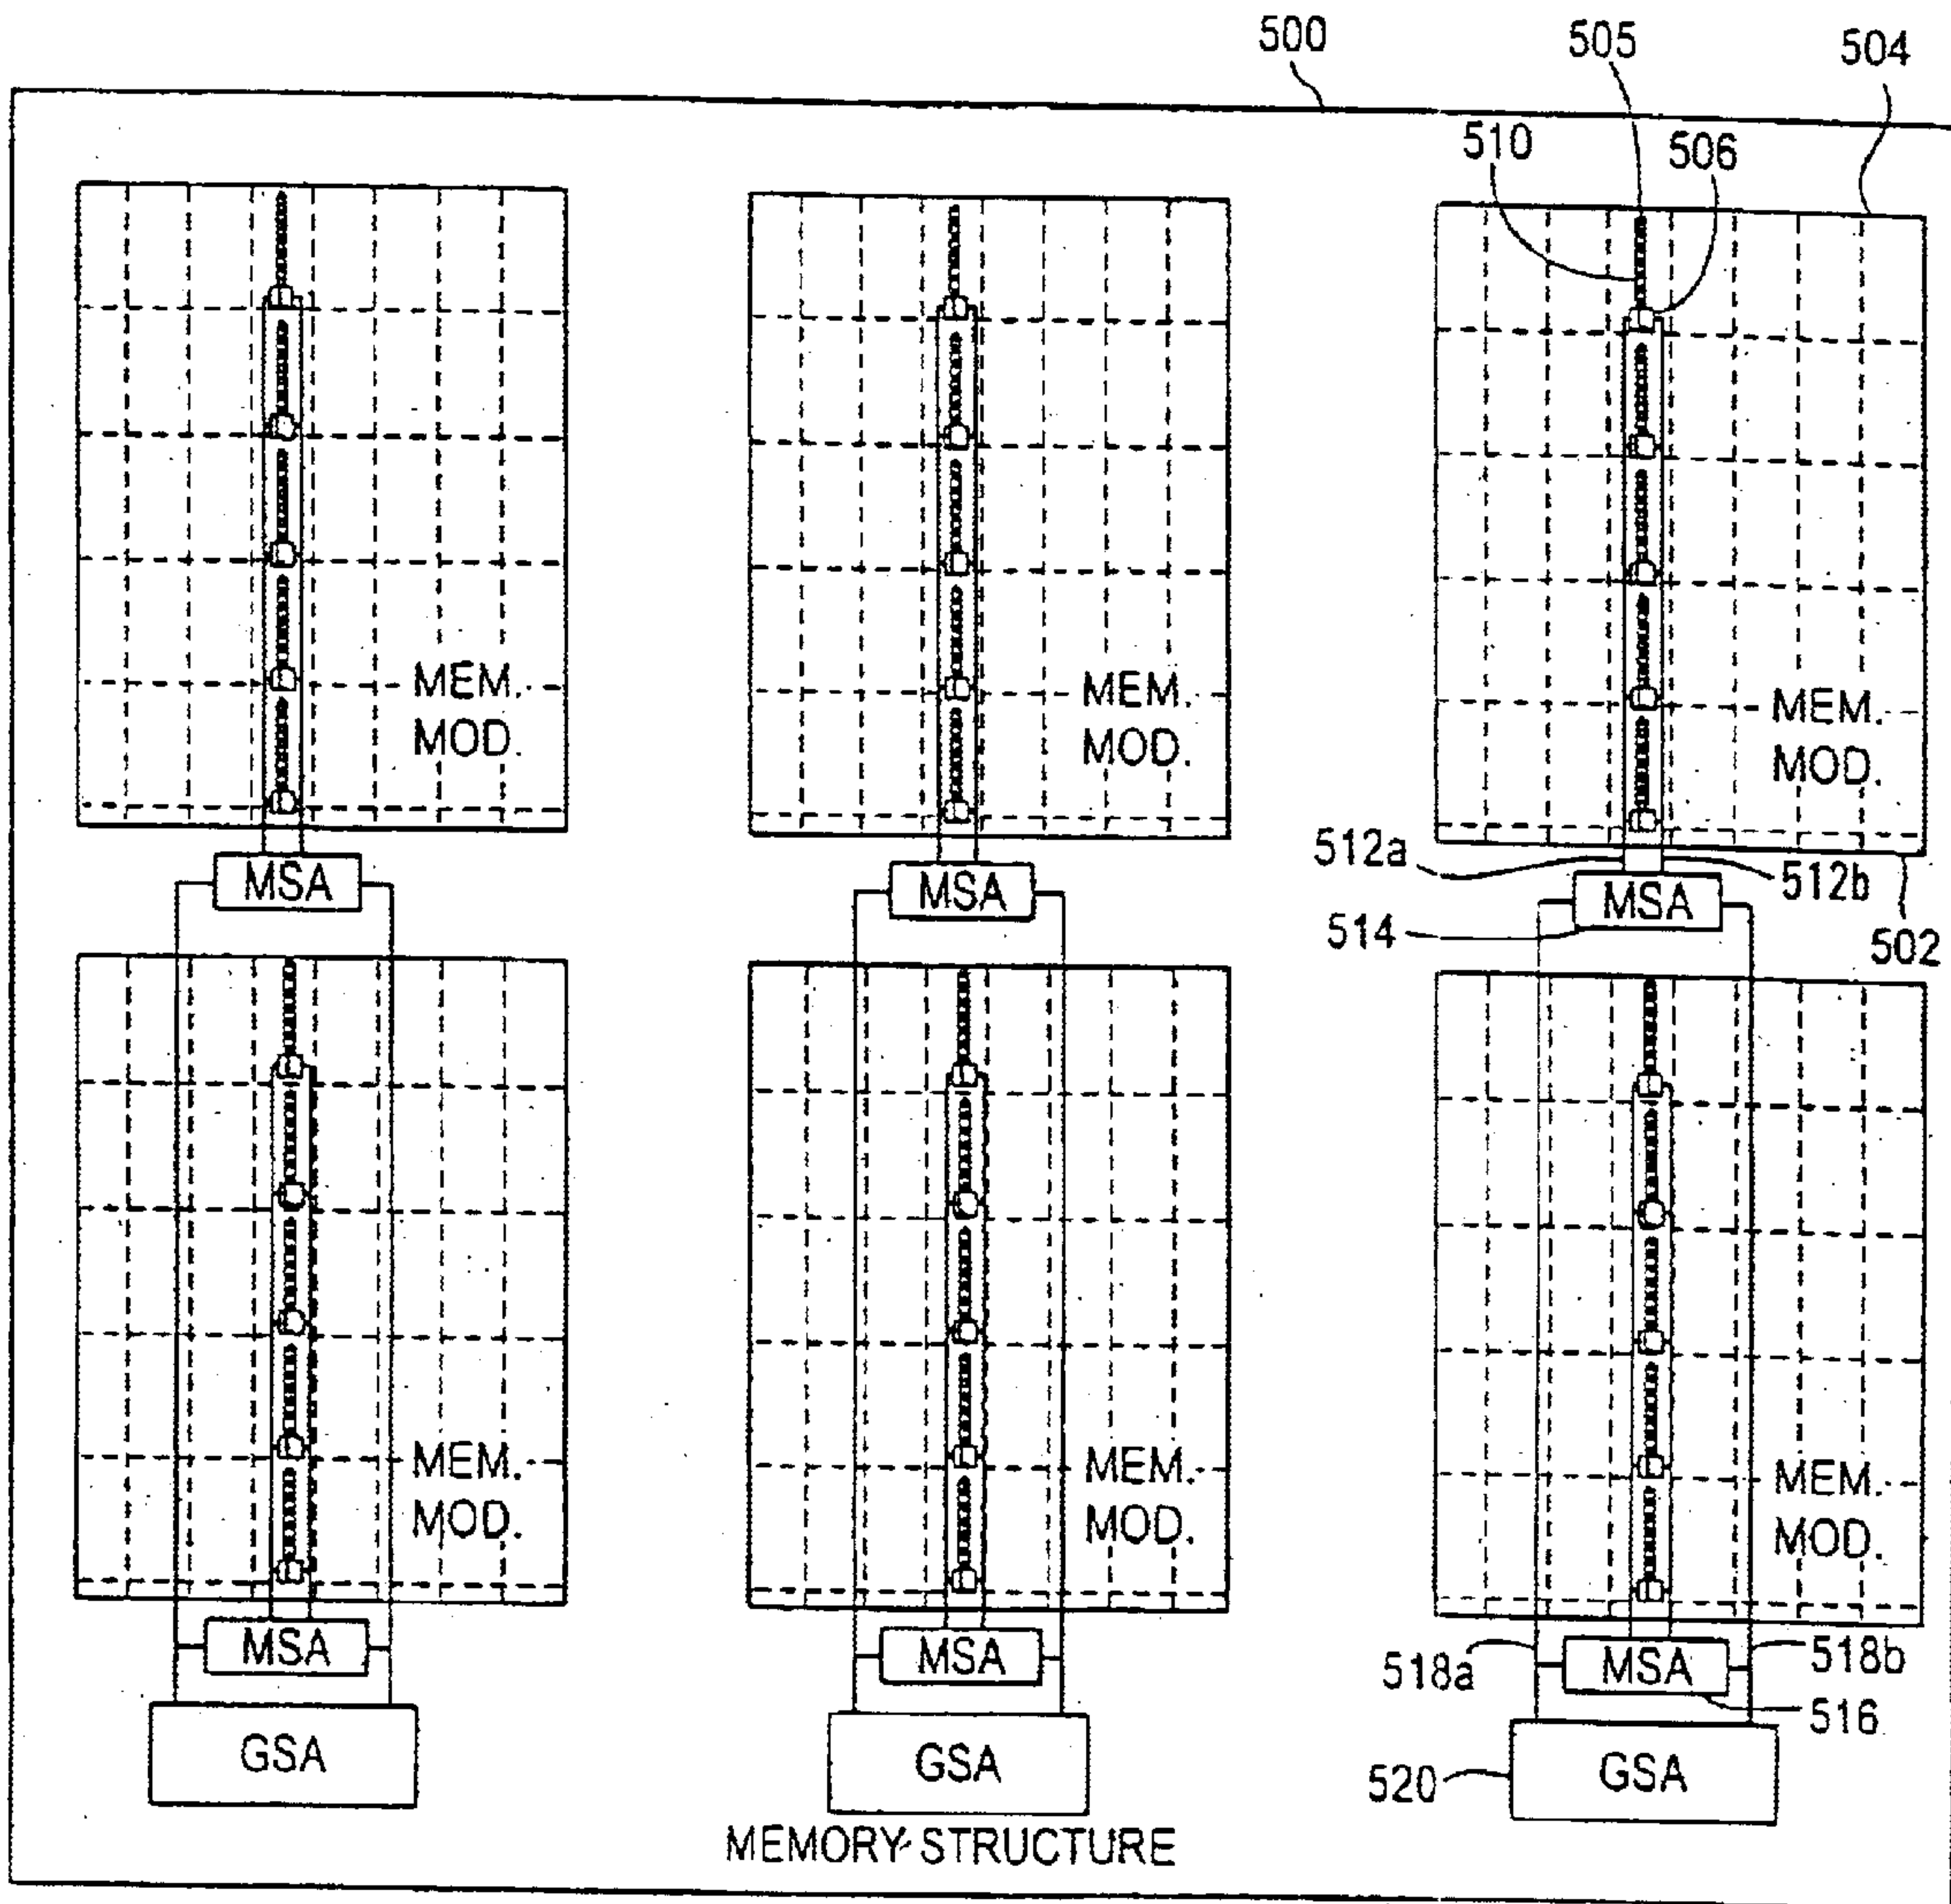 500
505
504
510
506
MEM.
MOD.
MEM.
MOD.
MEM.
MOD.
512a
512b
MSA
MSA
MSA
514
502
MEM.
MOD.
MEM.
MOD.
MEM.
MOD.
MSA
MSA
518a
MSA
518b
516
GSA
GSA
520
GSA
MEMORY STRUCTURE